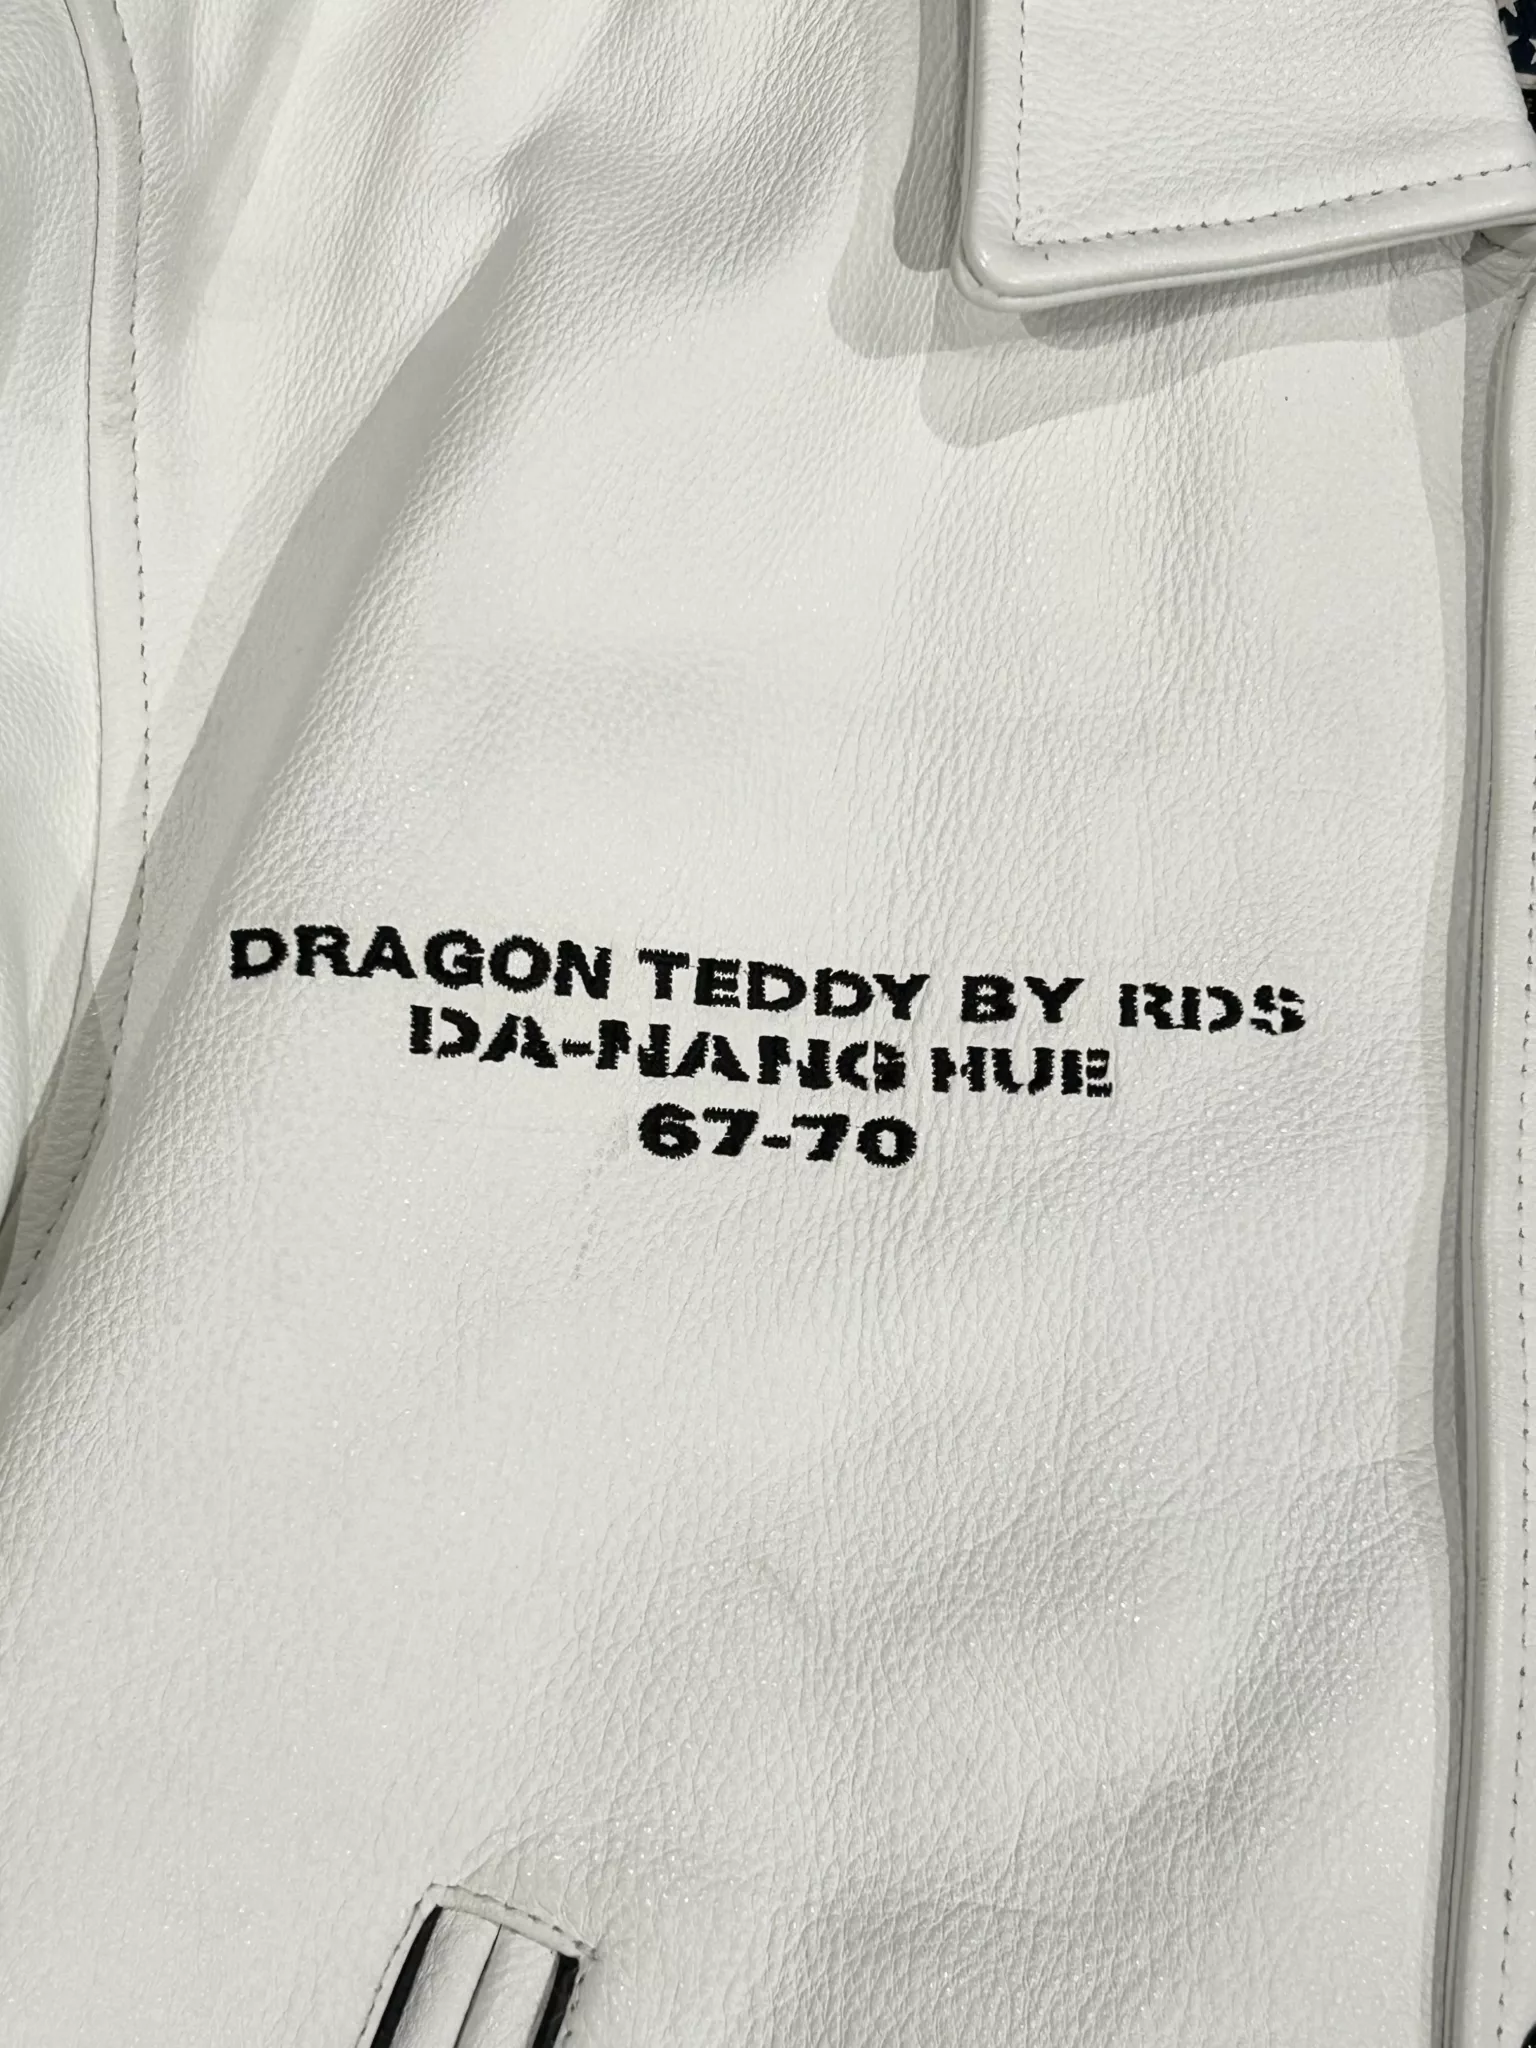 DRAGON TEDDY BY RDS
DA-NANG HUE
67-70